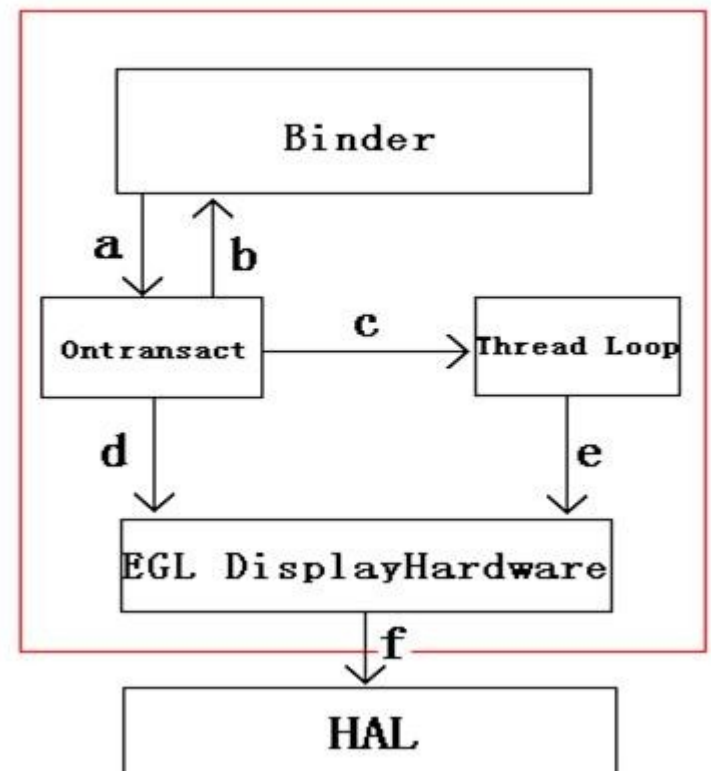 Binder
a
b
Ontransact
c
Thread Loop
d
e
EGL DisplayHardware
f
HAL